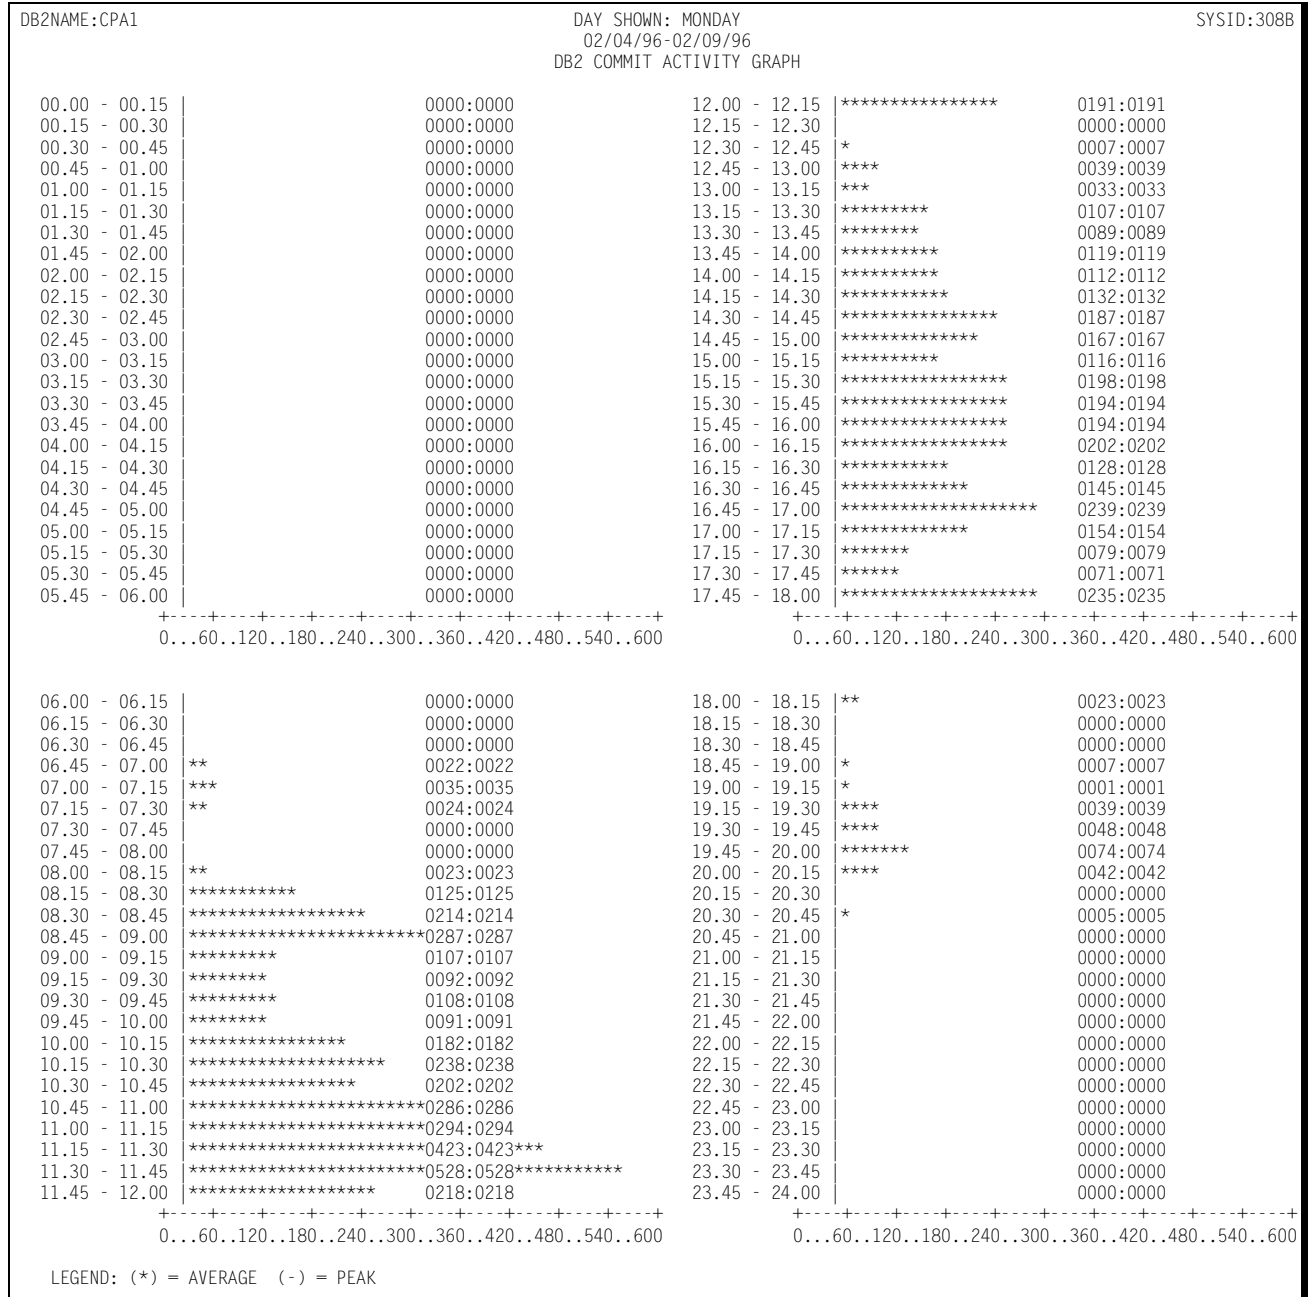 DB2NAME:CPA1 DAY SHOWN: MONDAY SYSID:308B
02/04/96-02/09/96
DB2 COMMIT ACTIVITY GRAPH
00.00 - 00.15 | 0000:0000 12.00 - 12.15 |**************** 0191:0191
00.15 - 00.30 | 0000:0000 12.15 - 12.30 | 0000:0000
00.30 - 00.45 | 0000:0000 12.30 - 12.45 |* 0007:0007
00.45 - 01.00 | 0000:0000 12.45 - 13.00 |**** 0039:0039
01.00 - 01.15 | 0000:0000 13.00 - 13.15 |*** 0033:0033
01.15 - 01.30 | 0000:0000 13.15 - 13.30 |********* 0107:0107
01.30 - 01.45 | 0000:0000 13.30 - 13.45 |******** 0089:0089
01.45 - 02.00 | 0000:0000 13.45 - 14.00 |********** 0119:0119
02.00 - 02.15 | 0000:0000 14.00 - 14.15 |********** 0112:0112
02.15 - 02.30 | 0000:0000 14.15 - 14.30 |*********** 0132:0132
02.30 - 02.45 | 0000:0000 14.30 - 14.45 |**************** 0187:0187
02.45 - 03.00 | 0000:0000 14.45 - 15.00 |************** 0167:0167
03.00 - 03.15 | 0000:0000 15.00 - 15.15 |********** 0116:0116
03.15 - 03.30 | 0000:0000 15.15 - 15.30 |***************** 0198:0198
03.30 - 03.45 | 0000:0000 15.30 - 15.45 |***************** 0194:0194
03.45 - 04.00 | 0000:0000 15.45 - 16.00 |***************** 0194:0194
04.00 - 04.15 | 0000:0000 16.00 - 16.15 |***************** 0202:0202
04.15 - 04.30 | 0000:0000 16.15 - 16.30 |*********** 0128:0128
04.30 - 04.45 | 0000:0000 16.30 - 16.45 |************* 0145:0145
04.45 - 05.00 | 0000:0000 16.45 - 17.00 |******************** 0239:0239
05.00 - 05.15 | 0000:0000 17.00 - 17.15 |************* 0154:0154
05.15 - 05.30 | 0000:0000 17.15 - 17.30 |******* 0079:0079
05.30 - 05.45 | 0000:0000 17.30 - 17.45 |****** 0071:0071
05.45 - 06.00 | 0000:0000 17.45 - 18.00 |******************** 0235:0235
+----+----+----+----+----+----+----+----+----+----+ +----+----+----+----+----+----+----+----+----+----+
0...60..120..180..240..300..360..420..480..540..600 0...60..120..180..240..300..360..420..480..540..600
06.00 - 06.15 | 0000:0000 18.00 - 18.15 |** 0023:0023
06.15 - 06.30 | 0000:0000 18.15 - 18.30 | 0000:0000
06.30 - 06.45 | 0000:0000 18.30 - 18.45 | 0000:0000
06.45 - 07.00 |** 0022:0022 18.45 - 19.00 |* 0007:0007
07.00 - 07.15 |*** 0035:0035 19.00 - 19.15 |* 0001:0001
07.15 - 07.30 |** 0024:0024 19.15 - 19.30 |**** 0039:0039
07.30 - 07.45 | 0000:0000 19.30 - 19.45 |**** 0048:0048
07.45 - 08.00 | 0000:0000 19.45 - 20.00 |******* 0074:0074
08.00 - 08.15 |** 0023:0023 20.00 - 20.15 |**** 0042:0042
08.15 - 08.30 |*********** 0125:0125 20.15 - 20.30 | 0000:0000
08.30 - 08.45 |****************** 0214:0214 20.30 - 20.45 |* 0005:0005
08.45 - 09.00 |************************0287:0287 20.45 - 21.00 | 0000:0000
09.00 - 09.15 |********* 0107:0107 21.00 - 21.15 | 0000:0000
09.15 - 09.30 |******** 0092:0092 21.15 - 21.30 | 0000:0000
09.30 - 09.45 |********* 0108:0108 21.30 - 21.45 | 0000:0000
09.45 - 10.00 |******** 0091:0091 21.45 - 22.00 | 0000:0000
10.00 - 10.15 |**************** 0182:0182 22.00 - 22.15 | 0000:0000
10.15 - 10.30 |******************** 0238:0238 22.15 - 22.30 | 0000:0000
10.30 - 10.45 |***************** 0202:0202 22.30 - 22.45 | 0000:0000
10.45 - 11.00 |************************0286:0286 22.45 - 23.00 | 0000:0000
11.00 - 11.15 |************************0294:0294 23.00 - 23.15 | 0000:0000
11.15 - 11.30 |************************0423:0423*** 23.15 - 23.30 | 0000:0000
11.30 - 11.45 |************************0528:0528*********** 23.30 - 23.45 | 0000:0000
11.45 - 12.00 |******************* 0218:0218 23.45 - 24.00 | 0000:0000
+----+----+----+----+----+----+----+----+----+----+ +----+----+----+----+----+----+----+----+----+----+
0...60..120..180..240..300..360..420..480..540..600 0...60..120..180..240..300..360..420..480..540..600
LEGEND: (*) = AVERAGE (-) = PEAK